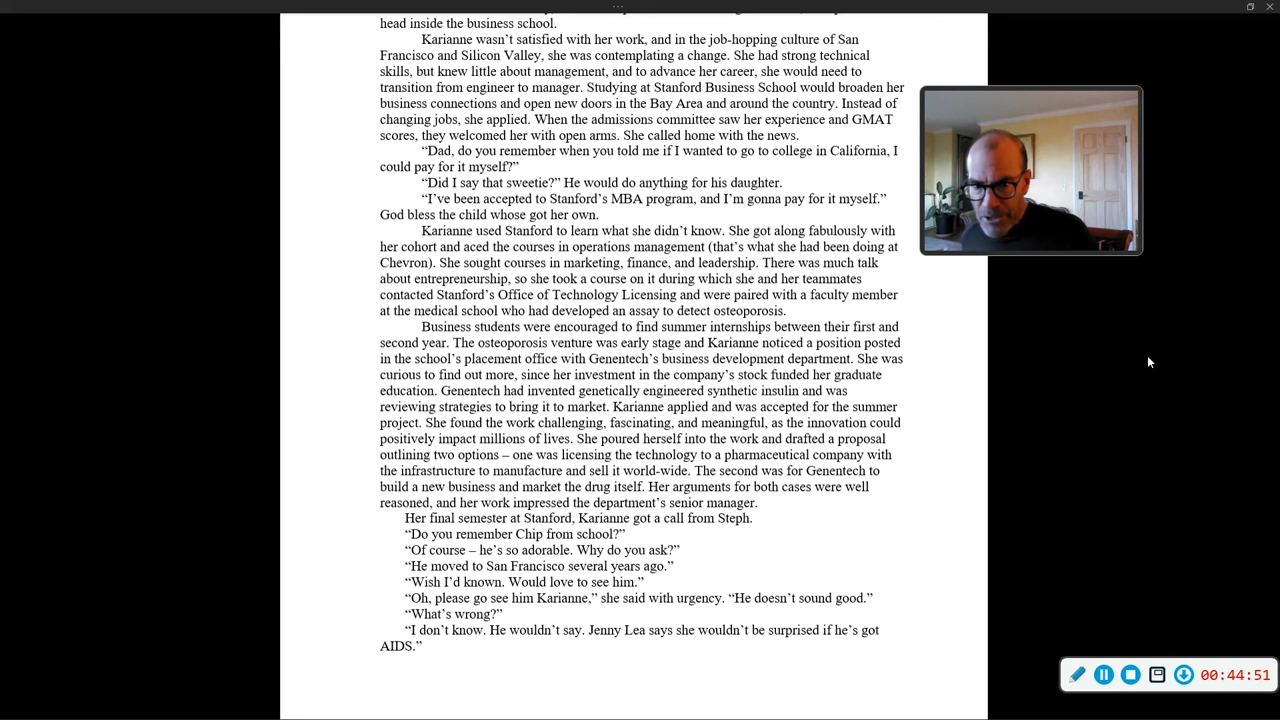 head inside the business school.
Karianne wasn’t satisfied with her work, and in the job-hopping culture of San
Francisco and Silicon Valley, she was contemplating a change. She had strong technical
skills, but knew little about management, and to advance her career, she would need to
transition from engineer to manager. Studying at Stanford Business School would broaden her
business connections and open new doors in the Bay Area and around the country. Instead of
changing jobs, she applied. When the admissions committee saw her experience and GMAT
scores, they welcomed her with open arms. She called home with the news.
“Dad, do you remember when you told me if I wanted to go to college in California, I
could pay for it myself?”
“Did I say that sweetie?” He would do anything for his daughter.
“I’ve been accepted to Stanford’s MBA program, and I’m gonna pay for it myself.”
God bless the child whose got her own.
Karianne used Stanford to learn what she didn’t know. She got along fabulously with
her cohort and aced the courses in operations management (that’s what she had been doing at
Chevron). She sought courses in marketing, finance, and leadership. There was much talk
about entrepreneurship, so she took a course on it during which she and her teammates
contacted Stanford’s Office of Technology Licensing and were paired with a faculty member
at the medical school who had developed an assay to detect osteoporosis.
Business students were encouraged to find summer internships between their first and
second year. The osteoporosis venture was early stage and Karianne noticed a position posted
in the school’s placement office with Genentech’s business development department. She was
curious to find out more, since her investment in the company’s stock funded her graduate
education. Genentech had invented genetically engineered synthetic insulin and was
reviewing strategies to bring it to market. Karianne applied and was accepted for the summer
project. She found the work challenging, fascinating, and meaningful, as the innovation could
positively impact millions of lives. She poured herself into the work and drafted a proposal
outlining two options – one was licensing the technology to a pharmaceutical company with
the infrastructure to manufacture and sell it world-wide. The second was for Genentech to
build a new business and market the drug itself. Her arguments for both cases were well
reasoned, and her work impressed the department’s senior manager.
Her final semester at Stanford, Karianne got a call from Steph.
“Do you remember Chip from school?”
“Of course – he’s so adorable. Why do you ask?”
“He moved to San Francisco several years ago.”
“Wish I’d known. Would love to see him.”
“Oh, please go see him Karianne,” she said with urgency. “He doesn’t sound good.”
“What’s wrong?”
“I don’t know. He wouldn’t say. Jenny Lea says she wouldn’t be surprised if he’s got
AIDS.”
00:44:51